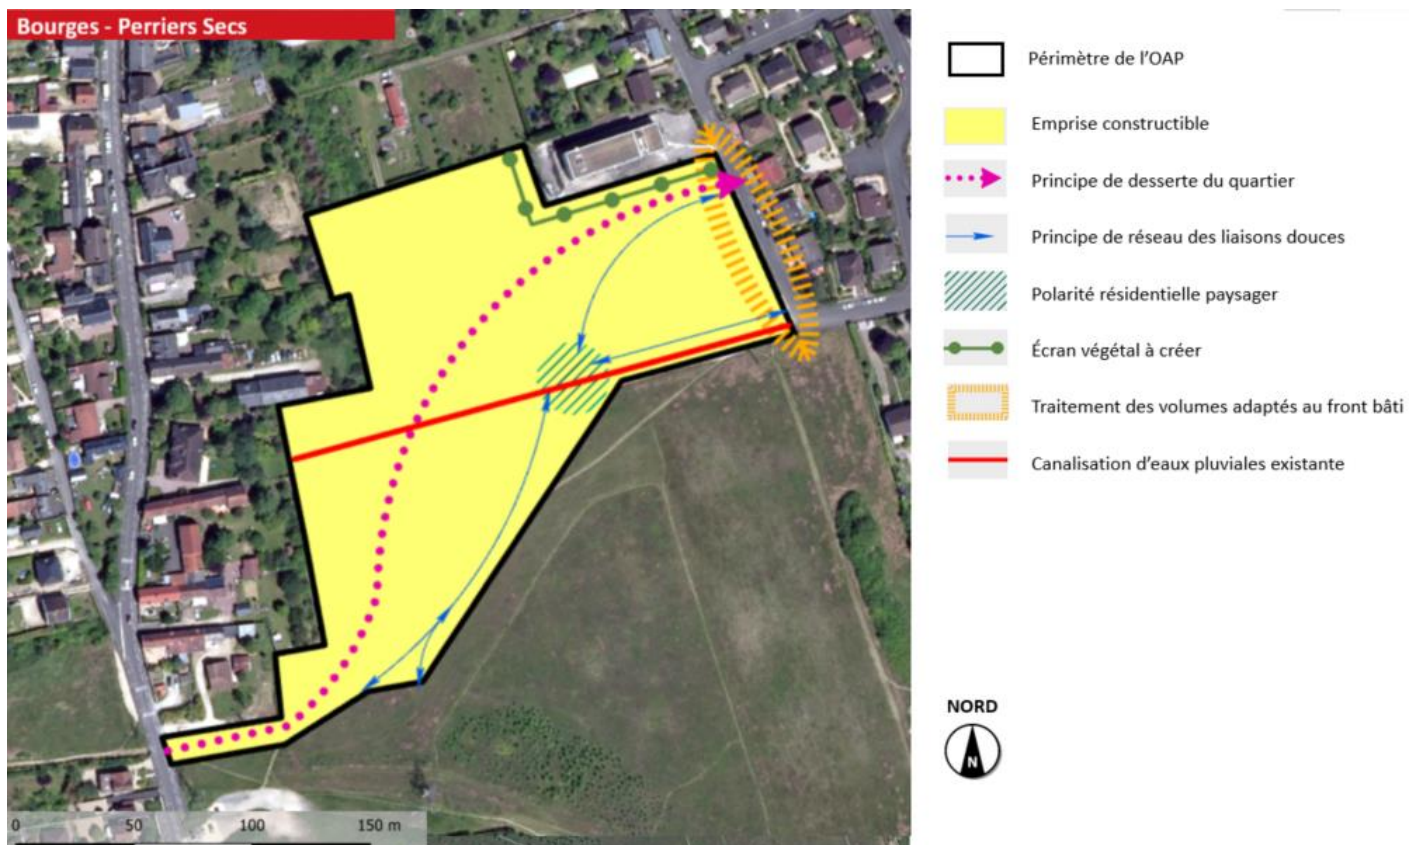 Bourges - Perriers Secs
Périmètre de l’OAP
Emprise constructible
Principe de desserte du quartier
Principe de réseau des liaisons douces
Polarité résidentielle paysager
Écran végétal à créer
Traitement des volumes adaptés au front bâti
Canalisation d’eaux pluviales existante
NORD
N
0 50 100 150 m